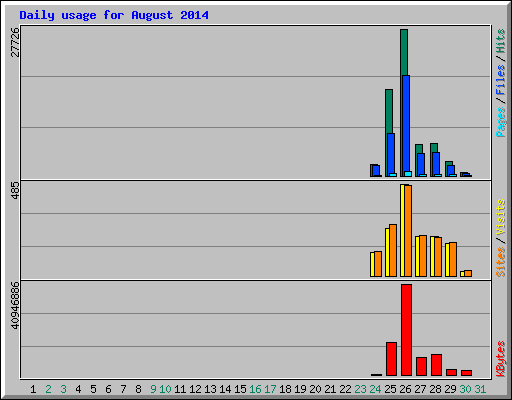 Daily usage for August 2014
27726
Pages / Files / Hits
485
Sites / Visits
40946886
KBytes
1 2 3 4 5 6 7 8 9 10 11 12 13 14 15 16 17 18 19 20 21 22 23 24 25 26 27 28 29 30 31